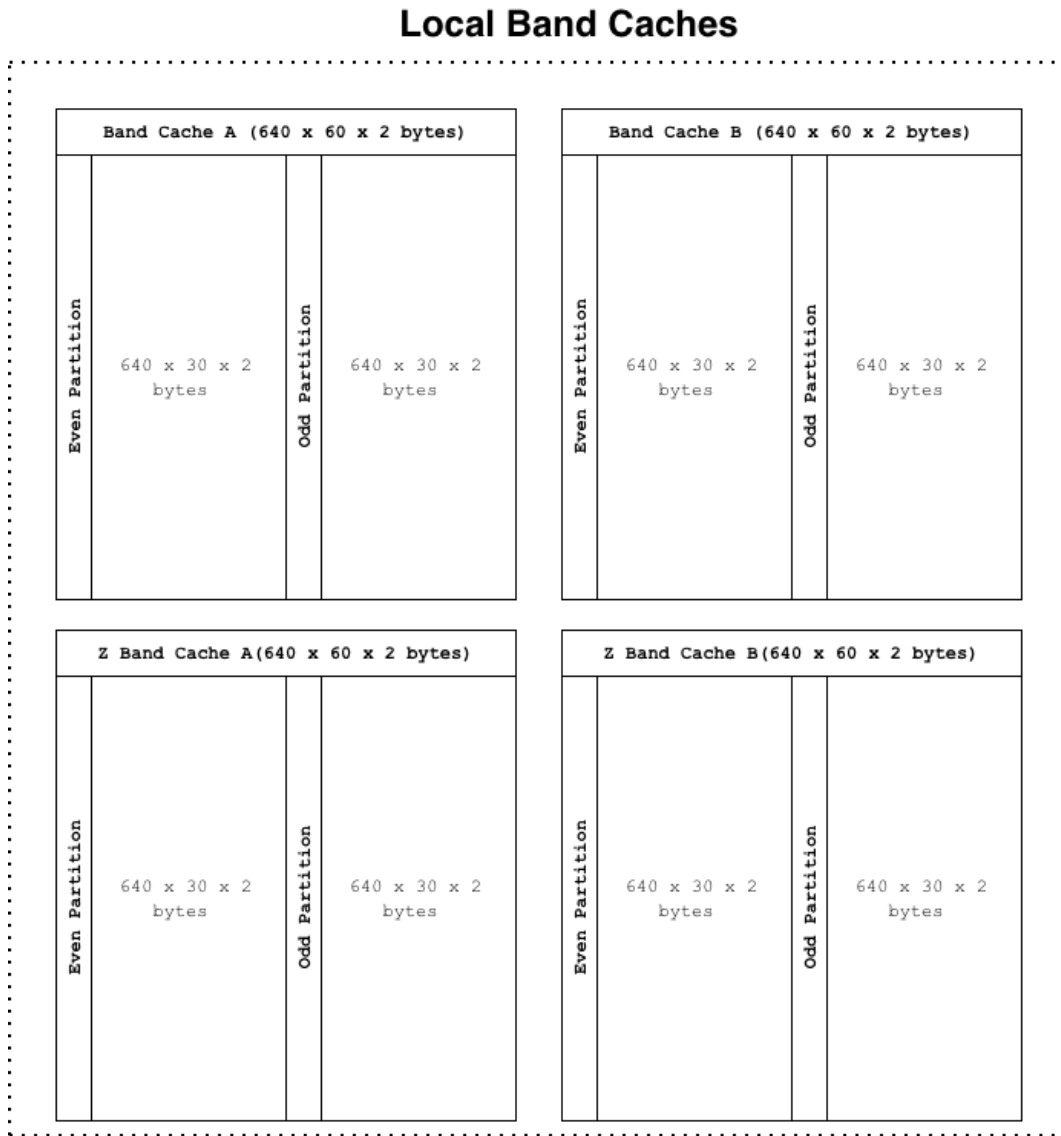 Local Band Caches
Band Cache A (640 x 60 x 2 bytes)
Even Partition
640 x 30 x 2
bytes
Odd Partition
640 x 30 x 2
bytes
Band Cache B (640 x 60 x 2 bytes)
Even Partition
640 x 30 x 2
bytes
Odd Partition
640 x 30 x 2
bytes
Z Band Cache A(640 x 60 x 2 bytes)
Even Partition
640 x 30 x 2
bytes
Odd Partition
640 x 30 x 2
bytes
Z Band Cache B(640 x 60 x 2 bytes)
Even Partition
640 x 30 x 2
bytes
Odd Partition
640 x 30 x 2
bytes